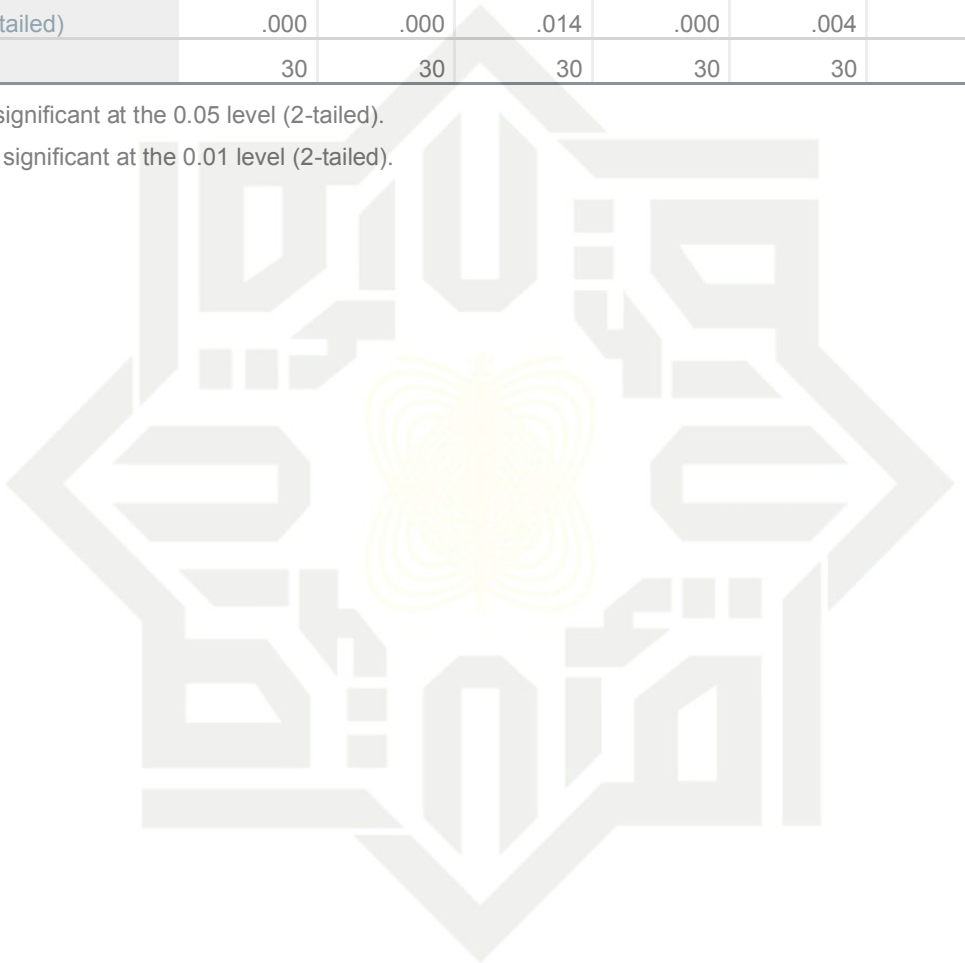 tailed) .000 .000 .014 .000 .004
30 30 30 30 30
significant at the 0.05 level (2-tailed).
significant at the 0.01 level (2-tailed).